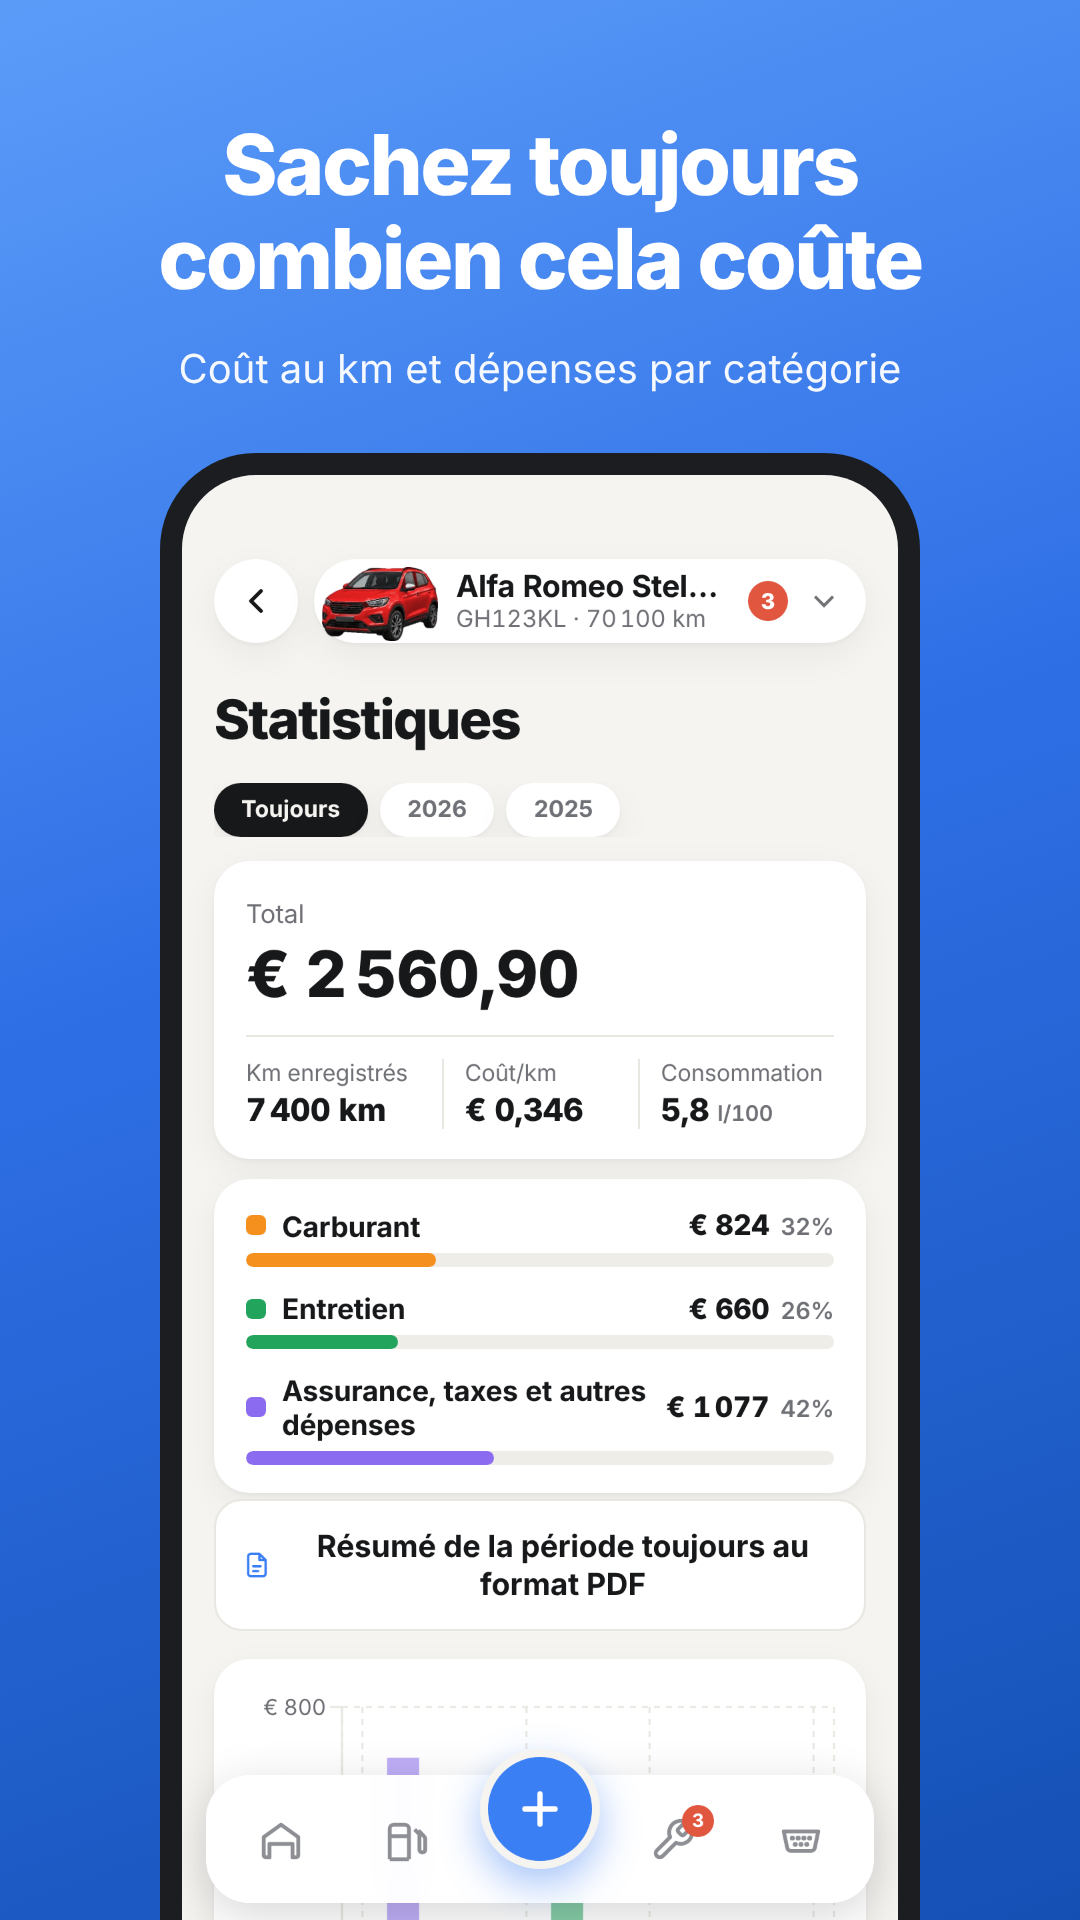 Sachez toujours
combien cela coûte
Coût au km et dépenses par catégorie
Alfa Romeo Stel...
GH123KL · 70 100 km
3
Statistiques
Toujours
2026
2025
Total
€ 2 560,90
Km enregistrés
Coût/km
Consommation
7 400 km
€ 0,346
5,8 l/100
Carburant
€ 824 32%
Entretien
€ 660 26%
Assurance, taxes et autres
dépenses
€ 1 077 42%
Résumé de la période toujours au
format PDF
€ 800
3